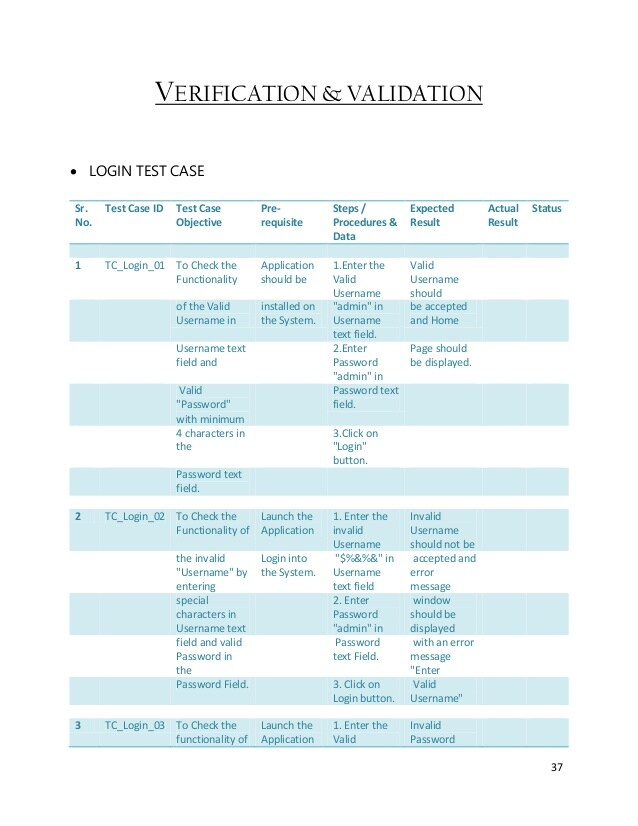 VERIFICATION & VALIDATION
• LOGIN TEST CASE
Sr. Test Case ID Test Case Pre- Steps / Expected Actual Status
No. Objective requisite Procedures & Result Result
Data
1 TC_Login_01 To Check the Application 1.Enter the Valid
Functionality should be Valid Username
Username should
of the Valid installed on "admin" in be accepted
Username in the System. Username and Home
text field.
Username text 2.Enter Page should
field and Password be displayed.
"admin" in
Valid Password text
"Password" field.
with minimum
4 characters in 3.Click on
the "Login"
button.
Password text
field.
2 TC_Login_02 To Check the Launch the 1. Enter the Invalid
Functionality of Application invalid Username
Username should not be
the invalid Login into "$%&%&" in accepted and
"Username" by the System. Username error
entering text field message
special 2. Enter window
characters in Password should be
Username text "admin" in displayed
field and valid Password with an error
Password in text Field. message
the "Enter
Password Field. 3. Click on Valid
Login button. Username"
3 TC_Login_03 To Check the Launch the 1. Enter the Invalid
functionality of Application Valid Password
37